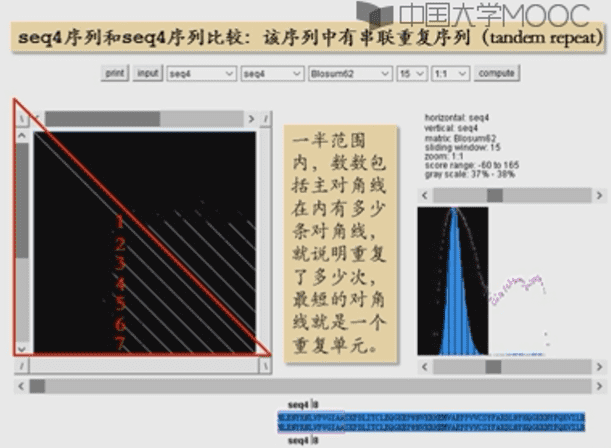 中国大学MOOC
seq4序列和seq4序列比较：该序列中有串联重复序列（tandem repeat）
print input seq4 seq4 Blosum62 15 1:1 compute
\ /
一半范围
内，数数包
括主对角线
在内有多少
条对角线，
就说明重复
了多少次，
最短的对角
线就是一个
重复单元。
horizontal: seq4
vertical: seq4
matrix: Blosum62
sliding window: 15
zoom: 1:1
score range: -60 to 165
gray scale: 37% - 38%
1
2
3
4
5
6
7
/ \
seq4
seq4